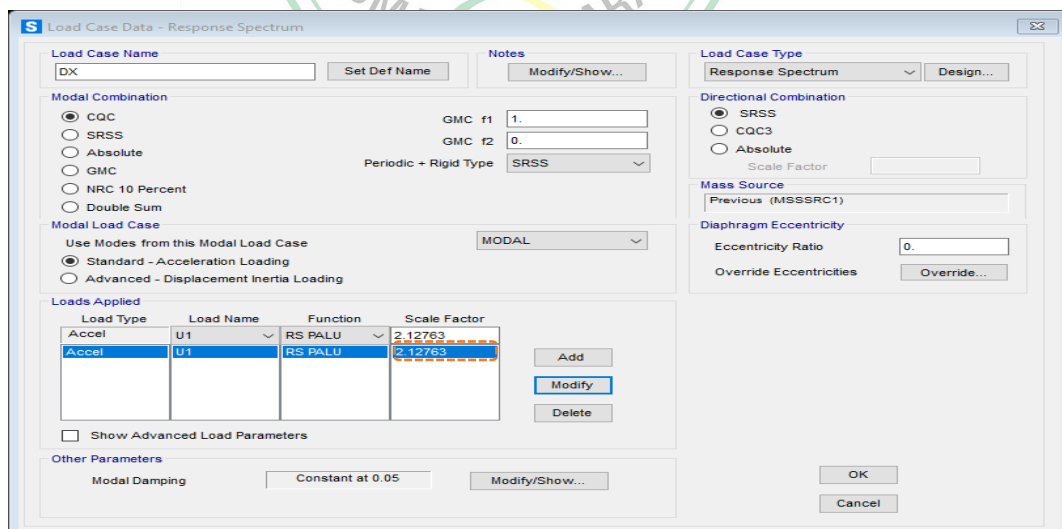 S Load Case Data - Response Spectrum
Load Case Name
DX
Set Def Name
Notes
Modify/Show...
Load Case Type
Response Spectrum
Design...
Modal Combination
CQC
SRSS
Absolute
GMC
NRC 10 Percent
Double Sum
GMC f1 1.
GMC f2 0.
Periodic + Rigid Type SRSS
Directional Combination
SRSS
CQC3
Absolute
Scale Factor
Mass Source
Previous (MSSSRC1)
Modal Load Case
Use Modes from this Modal Load Case MODAL
Standard - Acceleration Loading
Advanced - Displacement Inertia Loading
Diaphragm Eccentricity
Eccentricity Ratio 0.
Override Eccentricities Override...
Loads Applied
Load Type Load Name Function Scale Factor
Accel U1 RS PALU 2.12763
Accel U1 RS PALU 2.12763
Add
Modify
Delete
Show Advanced Load Parameters
Other Parameters
Modal Damping Constant at 0.05 Modify/Show...
OK
Cancel